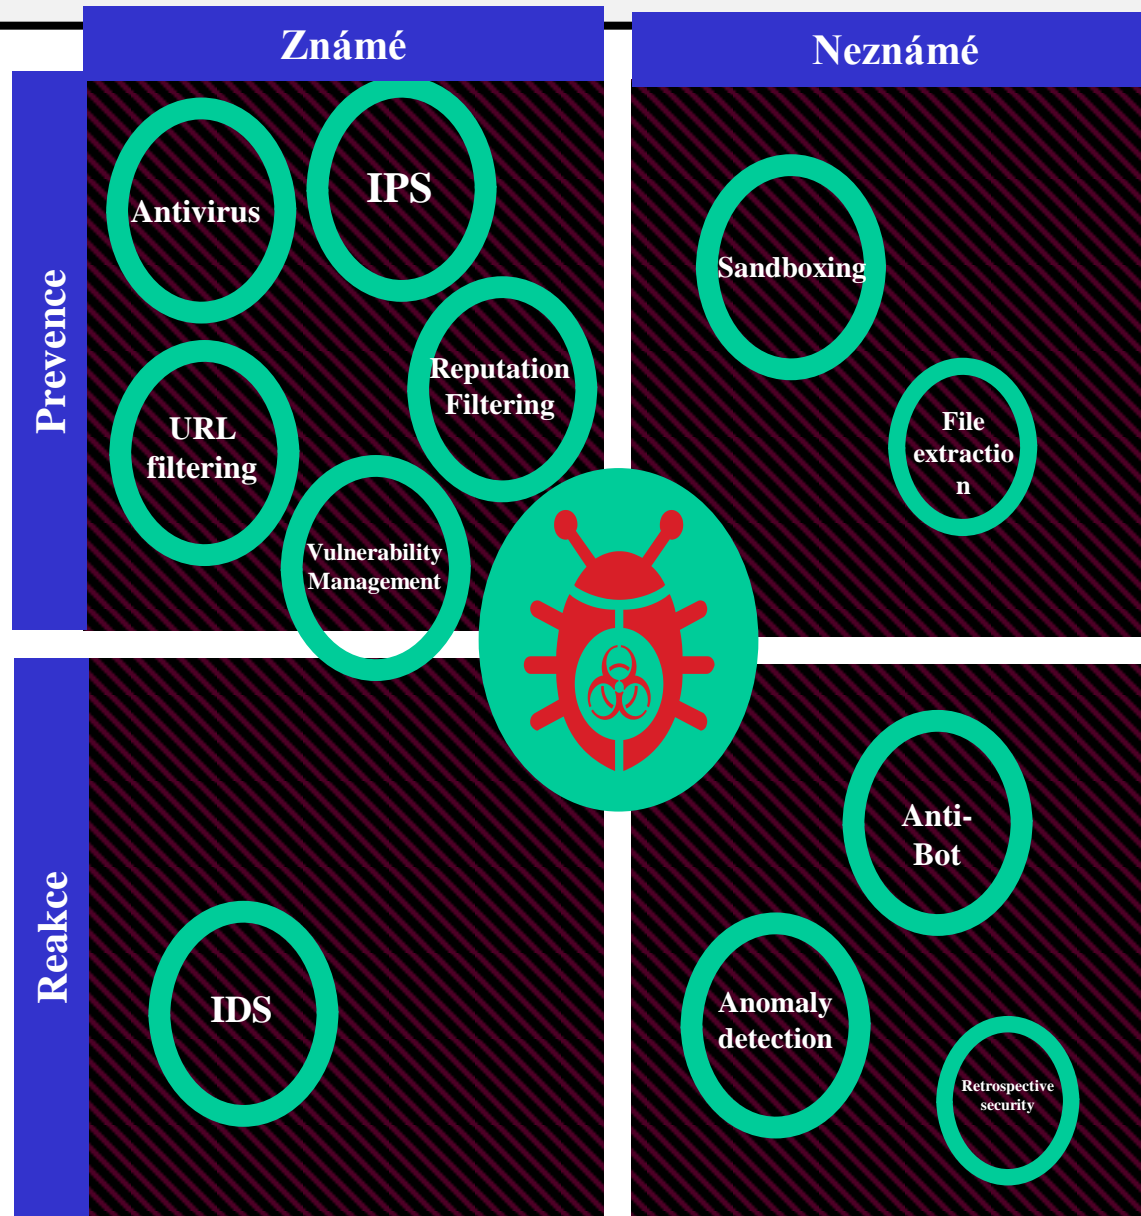 Známé
Neznámé
Prevence
Antivirus
IPS
URL
filtering
Reputation
Filtering
Vulnerability
Management
Sandboxing
File
extractio
n
Reakce
IDS
Anti-
Bot
Anomaly
detection
Retrospective
security